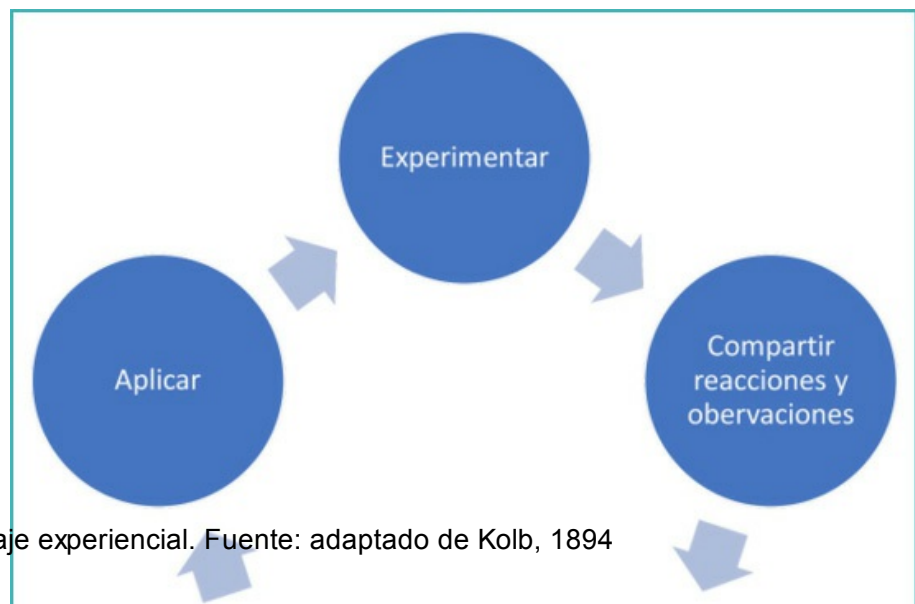 Experimentar
Aplicar
Compartir
reacciones y
obervaciones
aje experiencial. Fuente: adaptado de Kolb, 1894